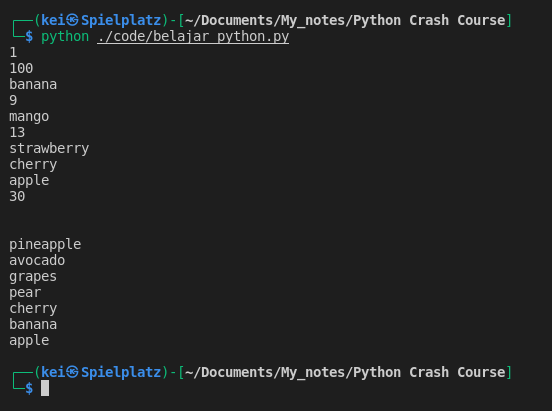 ┌──(kei㉿Spielplatz)-[~/Documents/My_notes/Python Crash Course]
└─$ python ./code/belajar_python.py
1
100
banana
9
mango
13
strawberry
cherry
apple
30
pineapple
avocado
grapes
pear
cherry
banana
apple
┌──(kei㉿Spielplatz)-[~/Documents/My_notes/Python Crash Course]
└─$